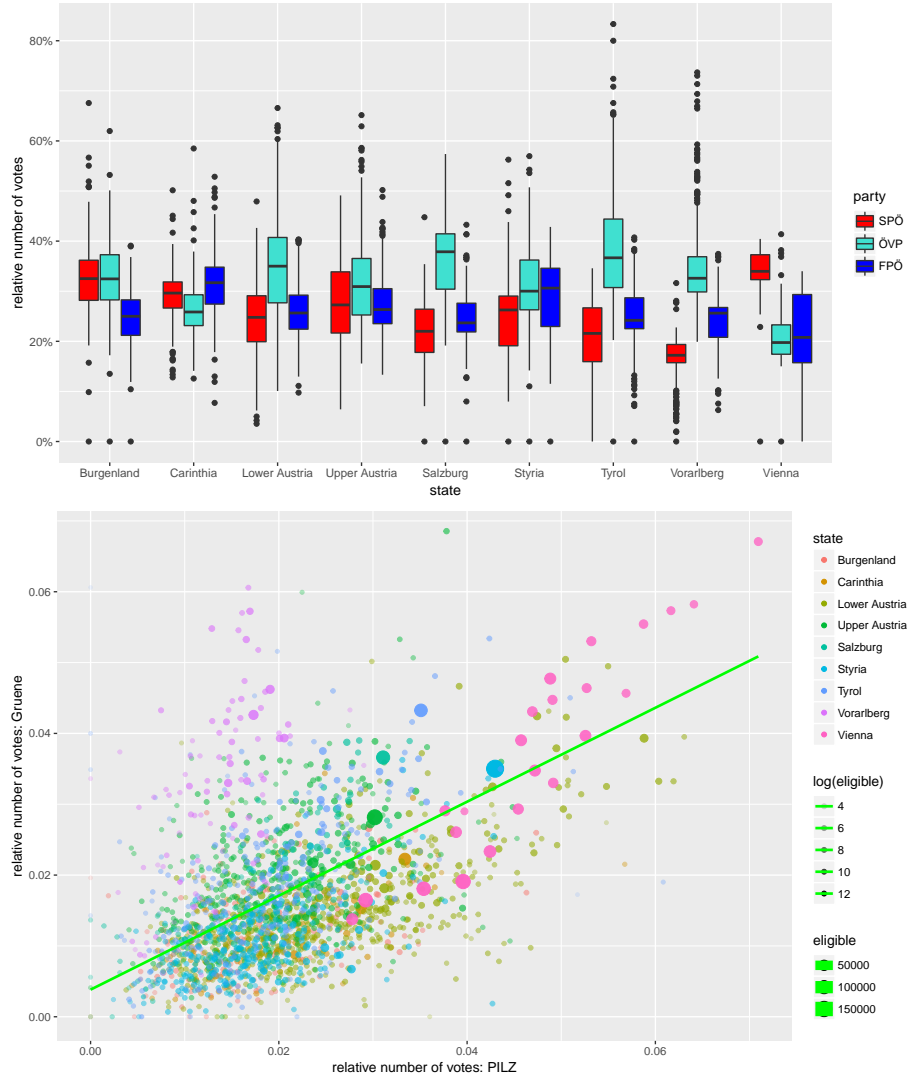 80%
60%
40%
20%
0%
relative number of votes
Burgenland
Carinthia
Lower Austria
Upper Austria
Salzburg
Styria
Tyrol
Vorarlberg
Vienna
state
party
SPÖ
ÖVP
FPÖ
0.06
0.04
0.02
0.00
relative number of votes: Gruene
0.00
0.02
0.04
0.06
relative number of votes: PILZ
state
Burgenland
Carinthia
Lower Austria
Upper Austria
Salzburg
Styria
Tyrol
Vorarlberg
Vienna
log(eligible)
4
6
8
10
12
eligible
50000
100000
150000